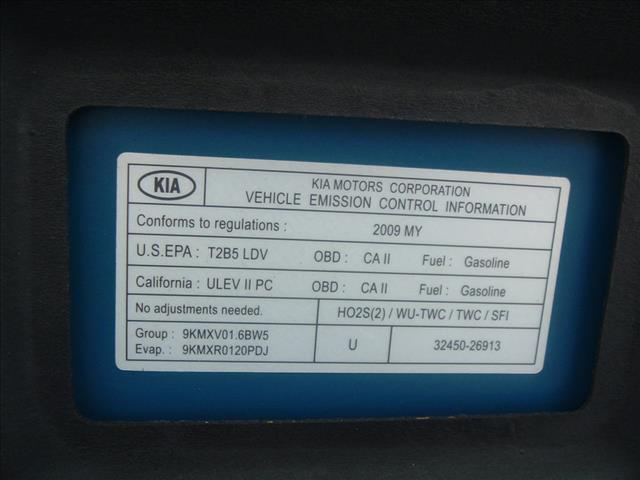 KIA
KIA MOTORS CORPORATION
VEHICLE EMISSION CONTROL INFORMATION
Conforms to regulations : 2009 MY
U.S.EPA : T2B5 LDV OBD : CA II Fuel : Gasoline
California : ULEV II PC OBD : CA II Fuel : Gasoline
No adjustments needed. HO2S(2) / WU-TWC / TWC / SFI
Group : 9KMXV01.6BW5
Evap. : 9KMXR0120PDJ
U 32450-26913